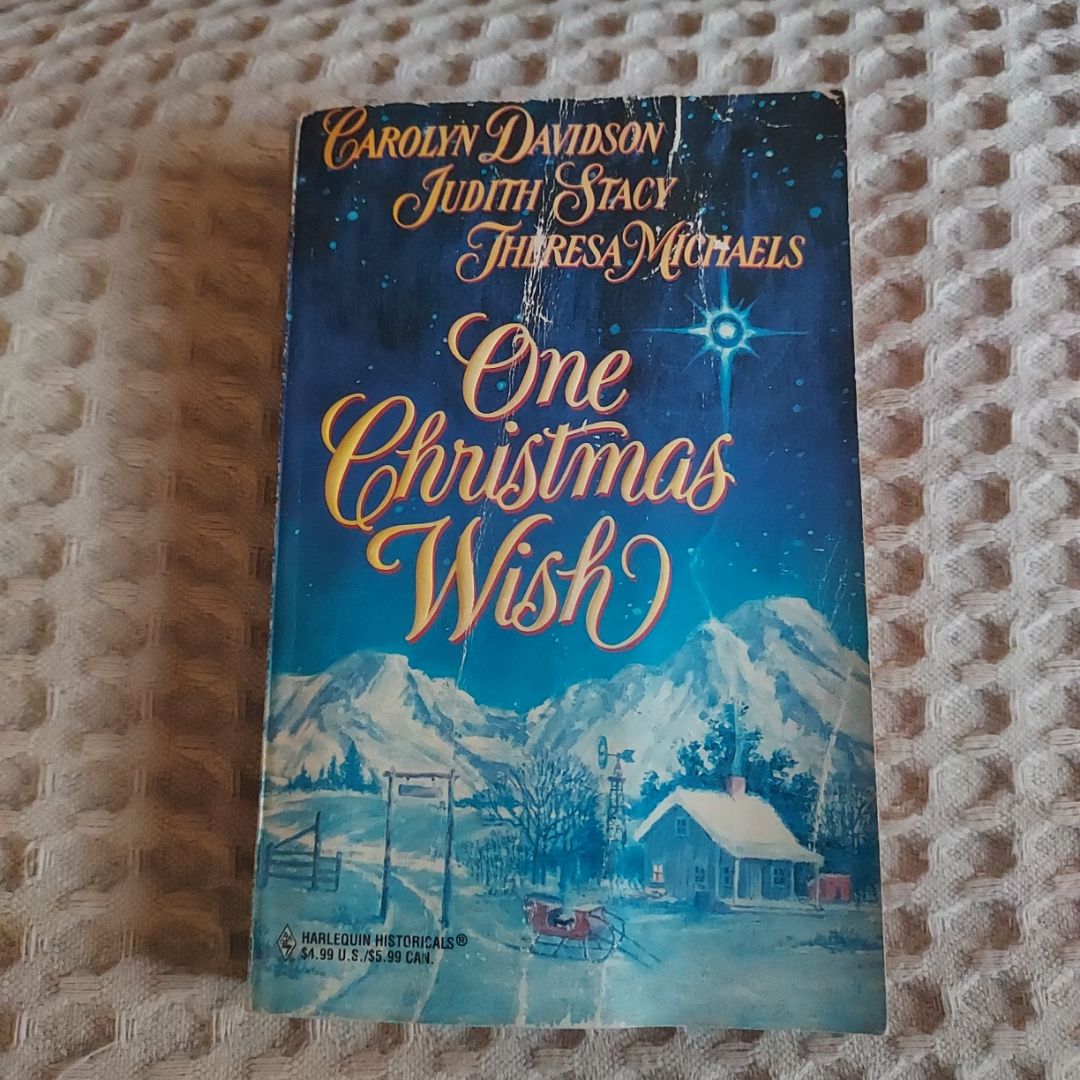 Carolyn Davidson
Judith Stacy
Theresa Michaels
One
Christmas
Wish
HARLEQUIN HISTORICALS®
$4.99 U.S./$5.99 CAN.